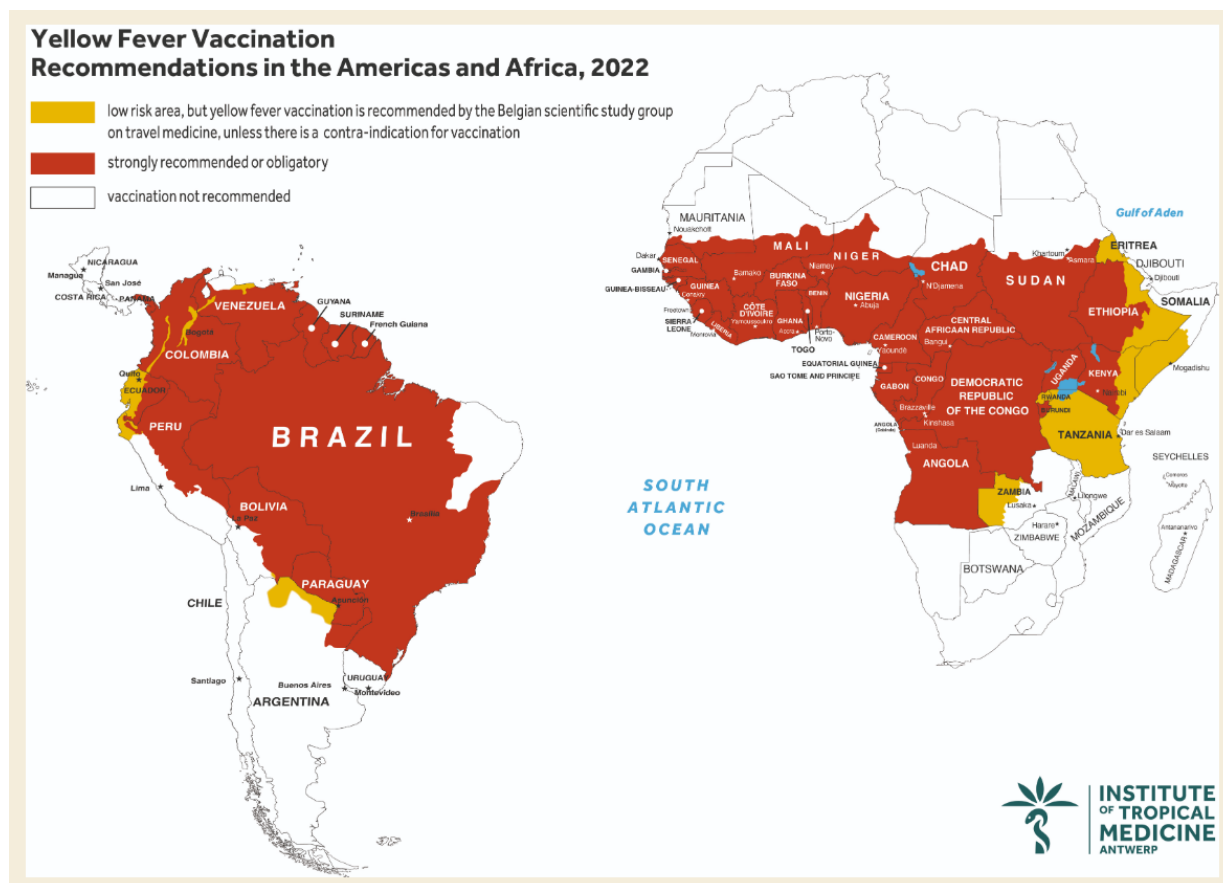 Yellow Fever Vaccination
Recommendations in the Americas and Africa, 2022
low risk area, but yellow fever vaccination is recommended by the Belgian scientific study group
on travel medicine, unless there is a contra-indication for vaccination
strongly recommended or obligatory
vaccination not recommended
NICARAGUA
Managua
San José
COSTA RICA
PANAMA
VENEZUELA
GUYANA
SURINAME
French Guiana
Bogotá
COLOMBIA
Quito
ECUADOR
PERU
BRAZIL
Lima
BOLIVIA
La Paz
Brasilia
PARAGUAY
Asunción
CHILE
Santiago
Buenos Aires
URUGUAY
Montevideo
ARGENTINA
SOUTH
ATLANTIC
OCEAN
MAURITANIA
Nouakchott
Gulf of Aden
Dakar
SENEGAL
GAMBIA
GUINEA-BISSEAU
GUINEA
Conakry
Freetown
SIERRA
LEONE
Monrovia
LIBERIA
MALI
Bamako
BURKINA
FASO
CÔTE
D'IVOIRE
Yamoussoukro
GHANA
Accra
TOGO
BENIN
Porto-
Novo
NIGER
Niamey
NIGERIA
Abuja
CHAD
N'Djamena
SUDAN
Khartoum
ERITREA
Asmara
DJIBOUTI
Djibouti
SOMALIA
ETHIOPIA
Mogadishu
CENTRAL
AFRICAAN REPUBLIC
CAMEROON
Yaoundé
Bangui
EQUATORIAL GUINEA
SAO TOME AND PRINCIPE
GABON
CONGO
Brazzaville
Kinshasa
ANGOLA
(Cabinda)
DEMOCRATIC
REPUBLIC
OF THE CONGO
UGANDA
KENYA
Nairobi
RWANDA
BURUNDI
TANZANIA
Dar es Salaam
SEYCHELLES
Comoros
Mayotte
Luanda
ANGOLA
ZAMBIA
Lusaka
MALAWI
Lilongwe
Harare
ZIMBABWE
MOZAMBIQUE
BOTSWANA
Antananarivo
MADAGASCAR
INSTITUTE
OF TROPICAL
MEDICINE
ANTWERP